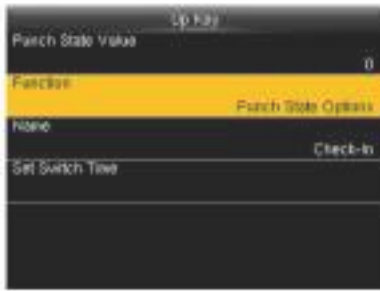 Up Key
Punch State Value
0
Function
Punch State Options
Name
Check-In
Set Switch Time